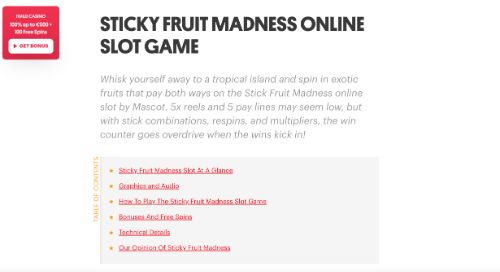 IWILD CASINO
100% up to €500 +
100 Free Spins
GET BONUS
STICKY FRUIT MADNESS ONLINE
SLOT GAME
Whisk yourself away to a tropical island and spin in exotic
fruits that pay both ways on the Stick Fruit Madness online
slot by Mascot. 5x reels and 5 pay lines may seem low, but
with stick combinations, respins, and multipliers, the win
counter goes overdrive when the wins kick in!
TABLE OF CONTENTS
Sticky Fruit Madness Slot At A Glance
Graphics and Audio
How To Play The Sticky Fruit Madness Slot Game
Bonuses And Free Spins
Technical Details
Our Opinion Of Sticky Fruit Madness